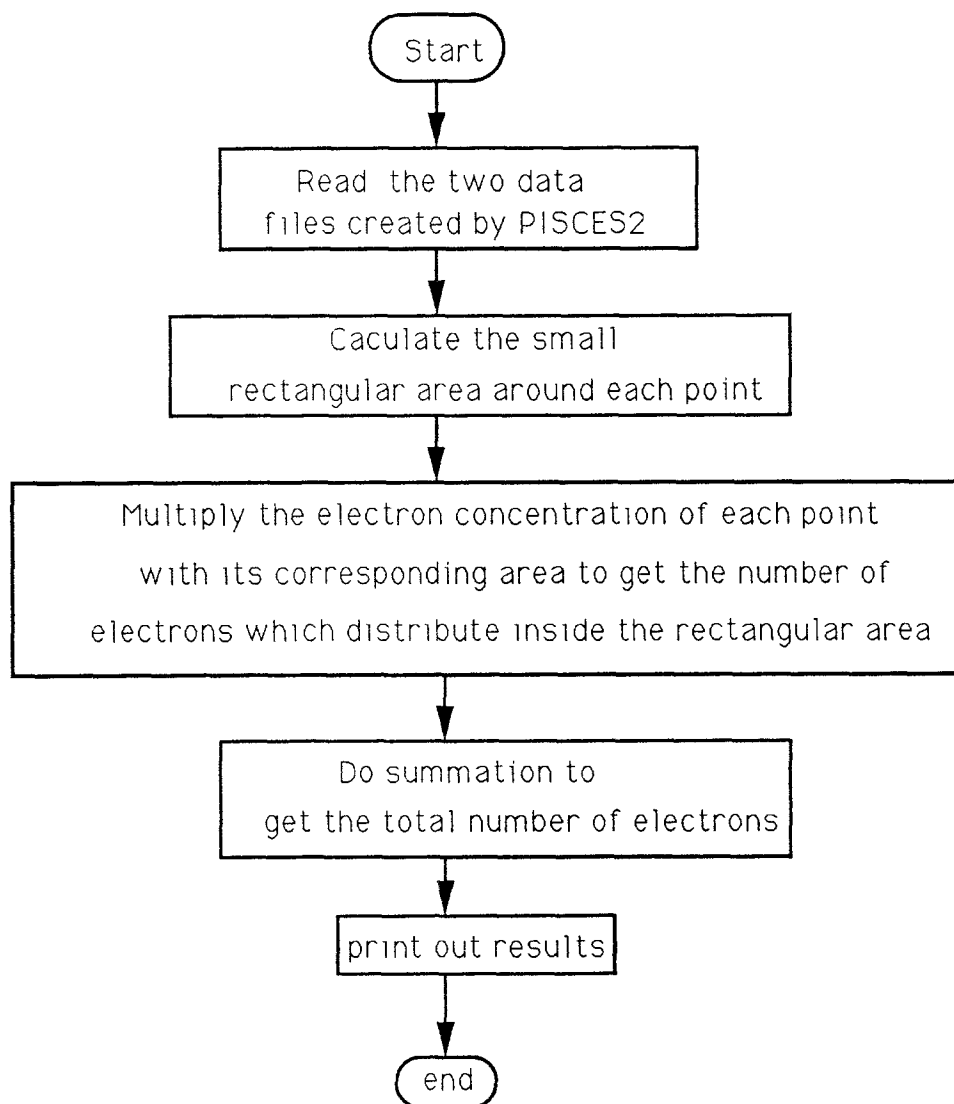 Start
Read the two data
files created by PISCES2
Caculate the small
rectangular area around each point
Multiply the electron concentration of each point
with its corresponding area to get the number of
electrons which distribute inside the rectangular area
Do summation to
get the total number of electrons
print out results
end